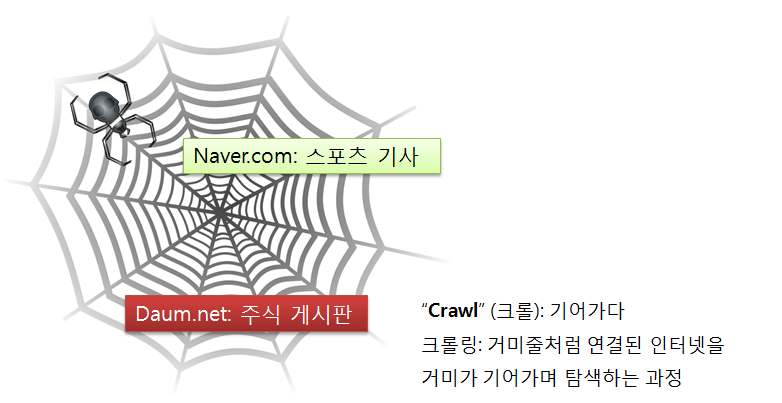 Naver.com: 스포츠 기사
Daum.net: 주식 게시판
“Crawl” (크롤): 기어가다
크롤링: 거미줄처럼 연결된 인터넷을
거미가 기어가며 탐색하는 과정